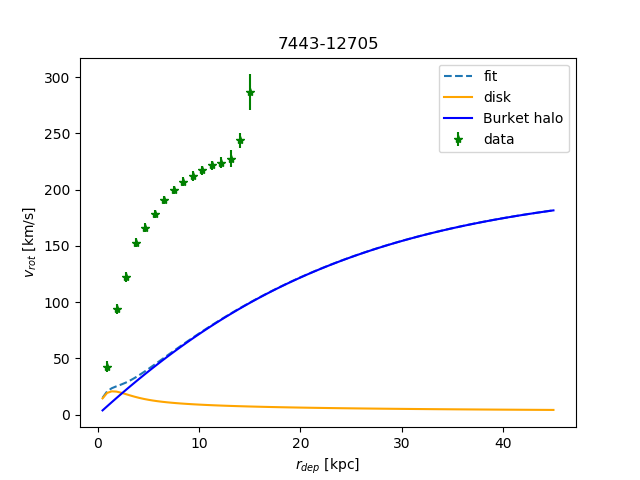 7443-12705
fit
disk
Burket halo
data
300
250
200
150
100
50
0
v_rot [km/s]
0 10 20 30 40
r_dep [kpc]